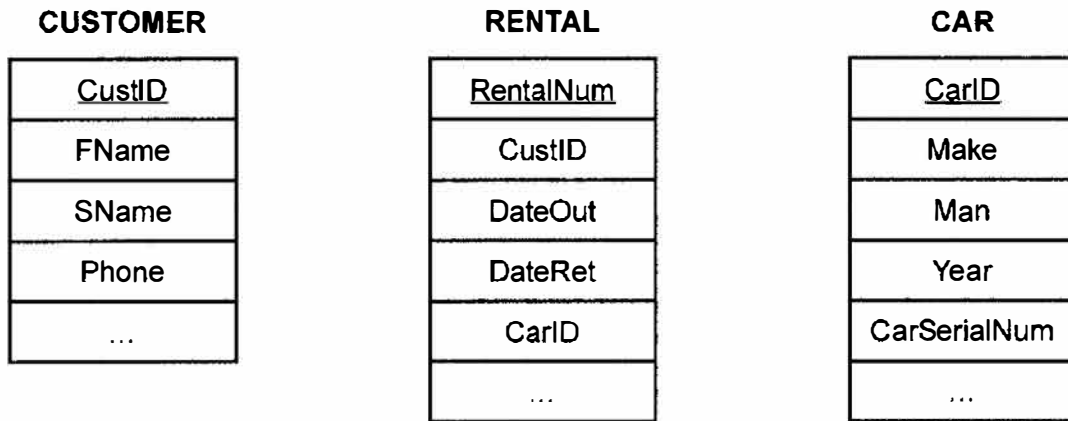 CUSTOMER
CustID
FName
SName
Phone
...
RENTAL
RentalNum
CustID
DateOut
DateRet
CarID
...
CAR
CarID
Make
Man
Year
CarSerialNum
...